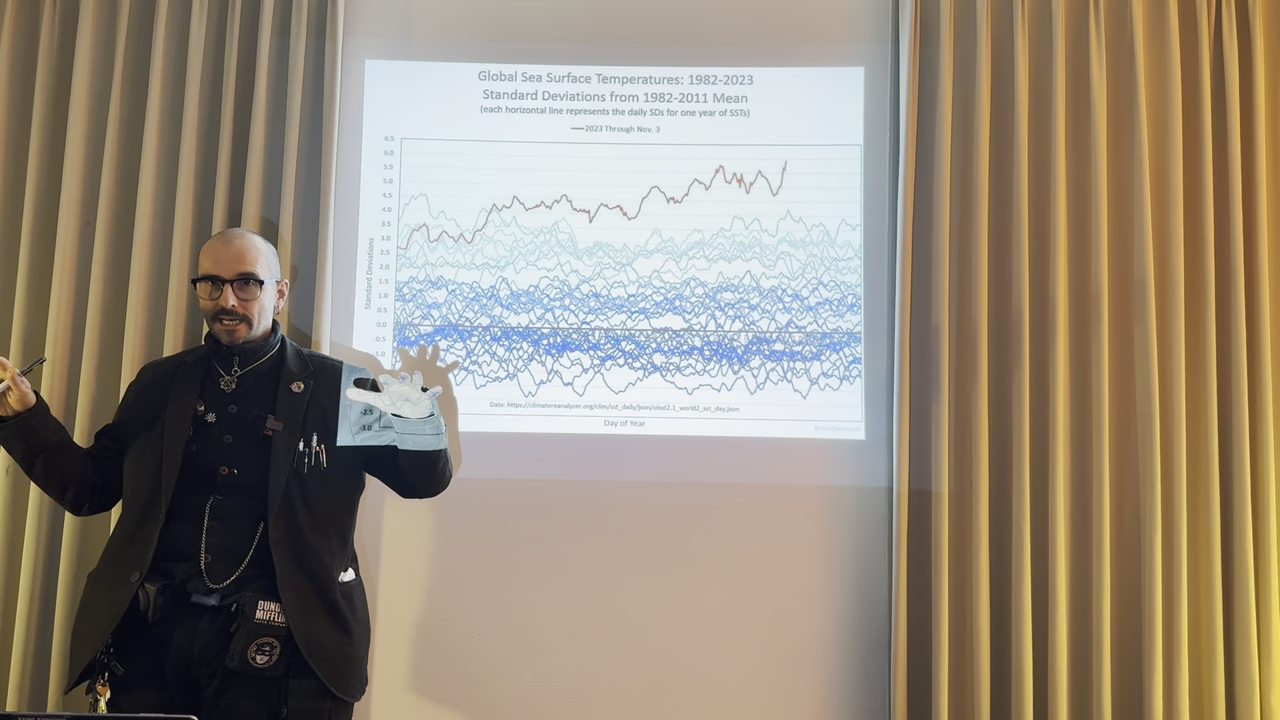 Global Sea Surface Temperatures: 1982-2023
Standard Deviations from 1982-2011 Mean
(each horizontal line represents the daily SDs for one year of SSTs)
2023 Through Nov. 3
6.5
6.0
5.5
5.0
4.5
4.0
3.5
3.0
2.5
2.0
1.5
1.0
0.5
0.0
-0.5
-1.0
-2.5
-3.0
Standard Deviations
Data: https://climatereanalyzer.org/clim/sst_daily/json/oisst2.1_world2_sst_day.json
Day of Year
DUND
MIFFLIN